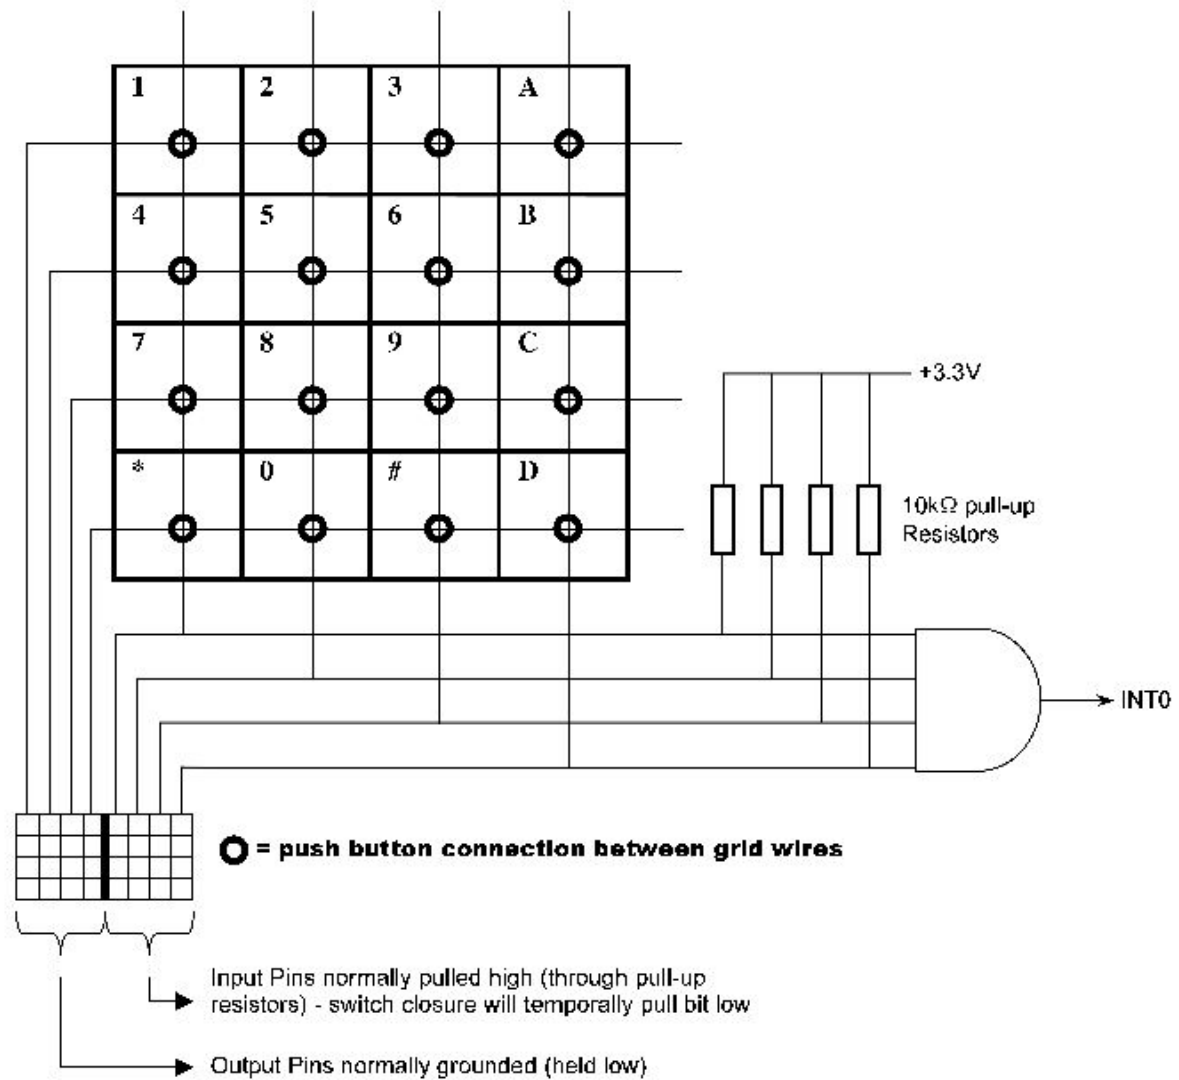 1 2 3 A
4 5 6 B
7 8 9 C
* 0 # D
+3.3V
10kΩ pull-up
Resistors
INT0
= push button connection between grid wires
Input Pins normally pulled high (through pull-up
resistors) - switch closure will temporally pull bit low
Output Pins normally grounded (held low)